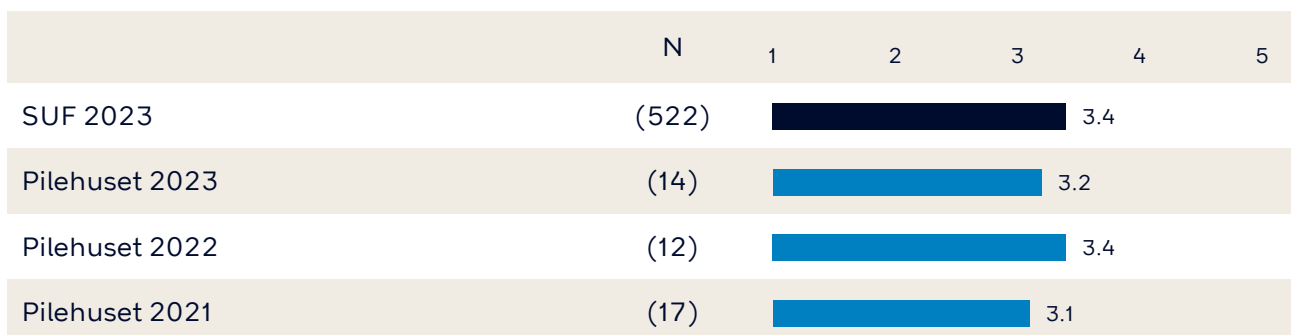 N 1 2 3 4 5
SUF 2023 (522) 3.4
Pilehuset 2023 (14) 3.2
Pilehuset 2022 (12) 3.4
Pilehuset 2021 (17) 3.1